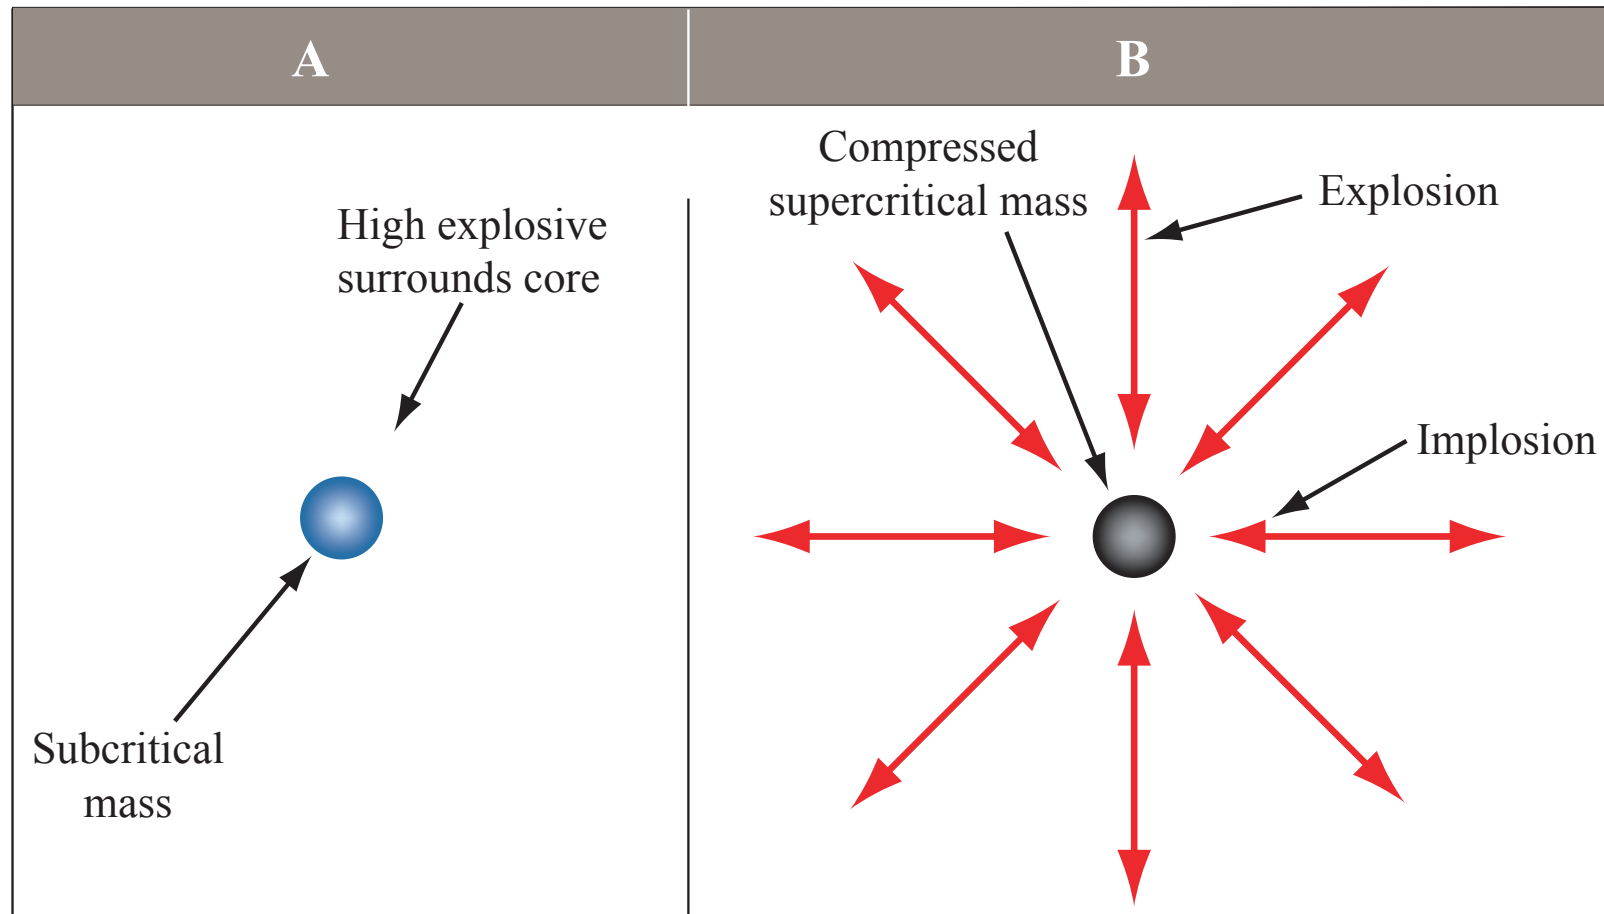 A
B
High explosive
surrounds core
Subcritical
mass
Compressed
supercritical mass
Explosion
Implosion